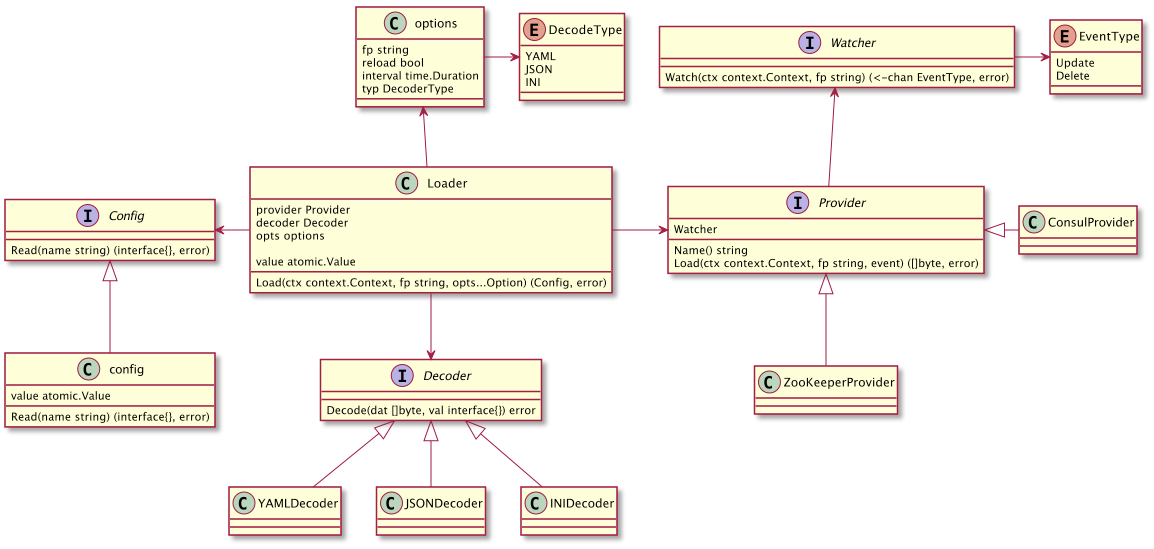 C options
fp string
reload bool
interval time.Duration
typ DecoderType
E DecodeType
YAML
JSON
INI
I Watcher
Watch(ctx context.Context, fp string) (<-chan EventType, error)
E EventType
Update
Delete
I Config
Read(name string) (interface{}, error)
C Loader
provider Provider
decoder Decoder
opts options
value atomic.Value
Load(ctx context.Context, fp string, opts...Option) (Config, error)
I Provider
Watcher
Name() string
Load(ctx context.Context, fp string, event) ([]byte, error)
C ConsulProvider
C config
value atomic.Value
Read(name string) (interface{}, error)
I Decoder
Decode(dat []byte, val interface{}) error
C ZooKeeperProvider
C YAMLDecoder
C JSONDecoder
C INIDecoder